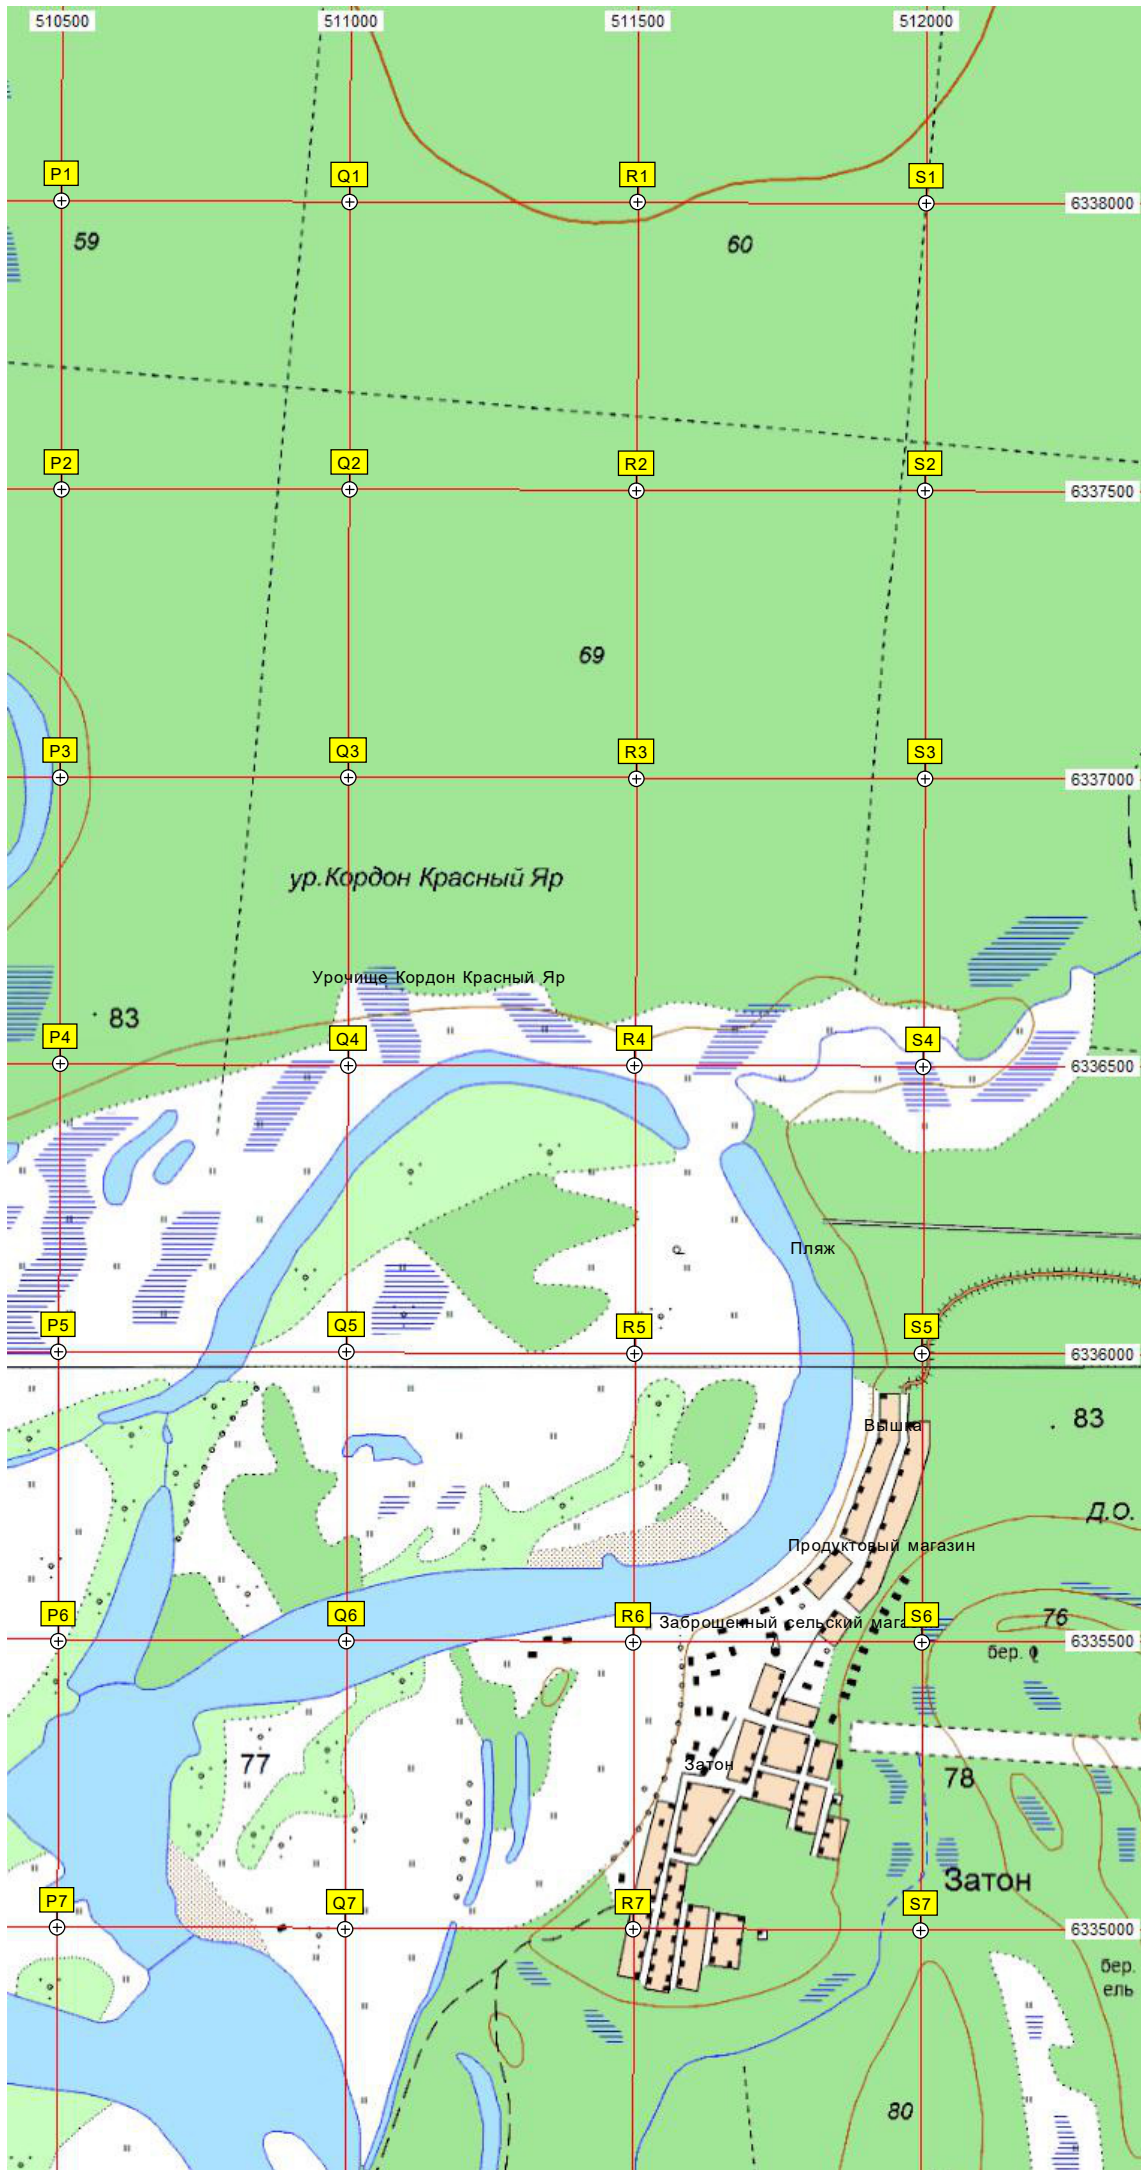 510500 511000 511500 512000
P1 Q1 R1 S1
6338000
59 60
P2 Q2 R2 S2
6337500
69
P3 Q3 R3 S3
6337000
ур.Кордон Красный Яр
Урочище Кордон Красный Яр
83
P4 Q4 R4 S4
6336500
Пляж
P5 Q5 R5 S5
6336000
83
Вышка
Д.О.
Продуктовый магазин
P6 Q6 R6 S6
Заброшенный сельский мага
76
6335500
бер.
77
Затон
78
Затон
P7 Q7 R7 S7
6335000
бер.
ель
80